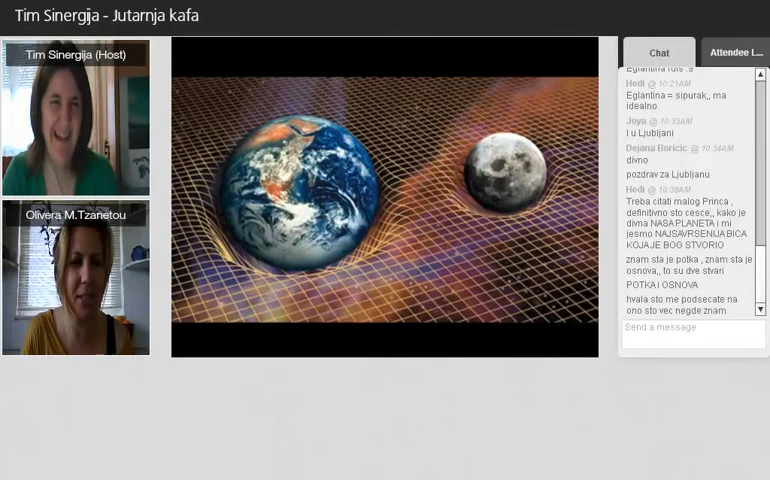 Tim Sinergija - Jutarnja kafa
Tim Sinergija (Host)
Olivera M.Tzanetou
Chat
Attendee L...
Hedi @ 10:21AM
Eglantina = sipurak,, ma
idealno
Joya @ 10:33AM
I u Ljubljani
Dejana Boricic @ 10:34AM
divno
pozdrav za Ljubljanu
Hedi @ 10:39AM
Treba citati malog Princa ,
definitivno sto cesce,, kako je
divna NASA PLANETA i mi
jesmo NAJSAVRSENIJA BICA
KOJA JE BOG STVORIO
znam sta je potka , znam sta je
osnova,, to su dve stvari
POTKA i OSNOVA
hvala sto me podsecate na
ono sto vec negde znam
Send a message